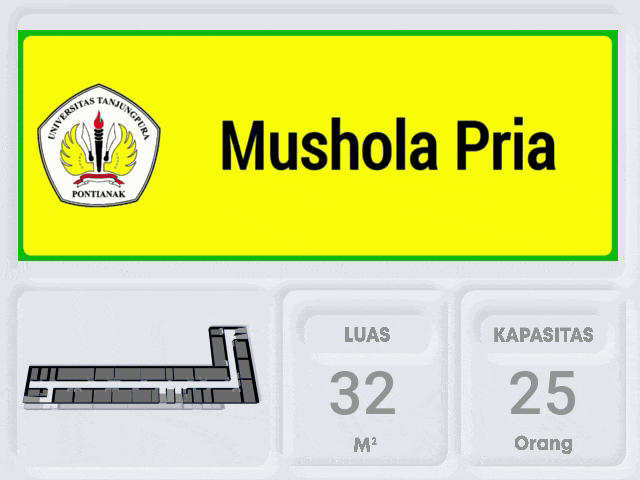 UNIVERSITAS TANJUNGPURA
PONTIANAK
Mushola Pria
LUAS
32
M²
KAPASITAS
25
Orang